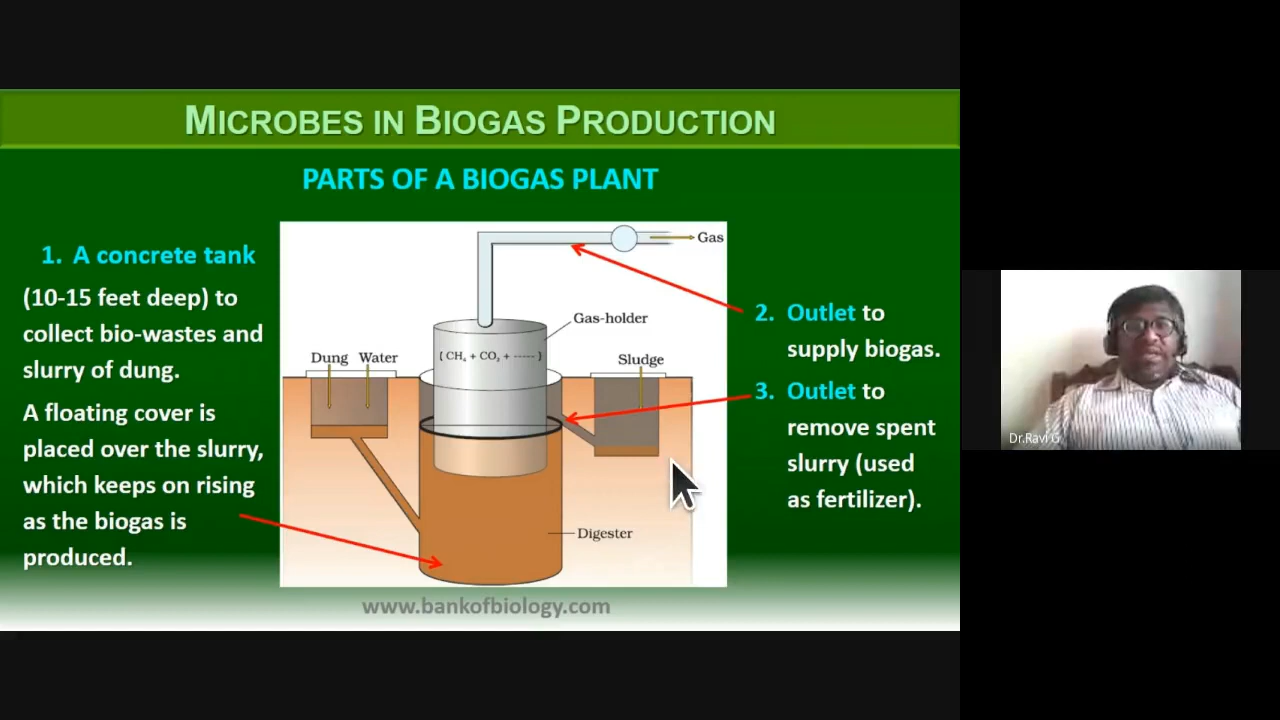 MICROBES IN BIOGAS PRODUCTION
PARTS OF A BIOGAS PLANT
1. A concrete tank
(10-15 feet deep) to
collect bio-wastes and
slurry of dung.
A floating cover is
placed over the slurry,
which keeps on rising
as the biogas is
produced.
Gas
Gas-holder
{ CH₄ + CO₂ + ----- }
Dung Water
Sludge
Digester
2. Outlet to
supply biogas.
3. Outlet to
remove spent
slurry (used
as fertilizer).
www.bankofbiology.com
Dr.Ravi G